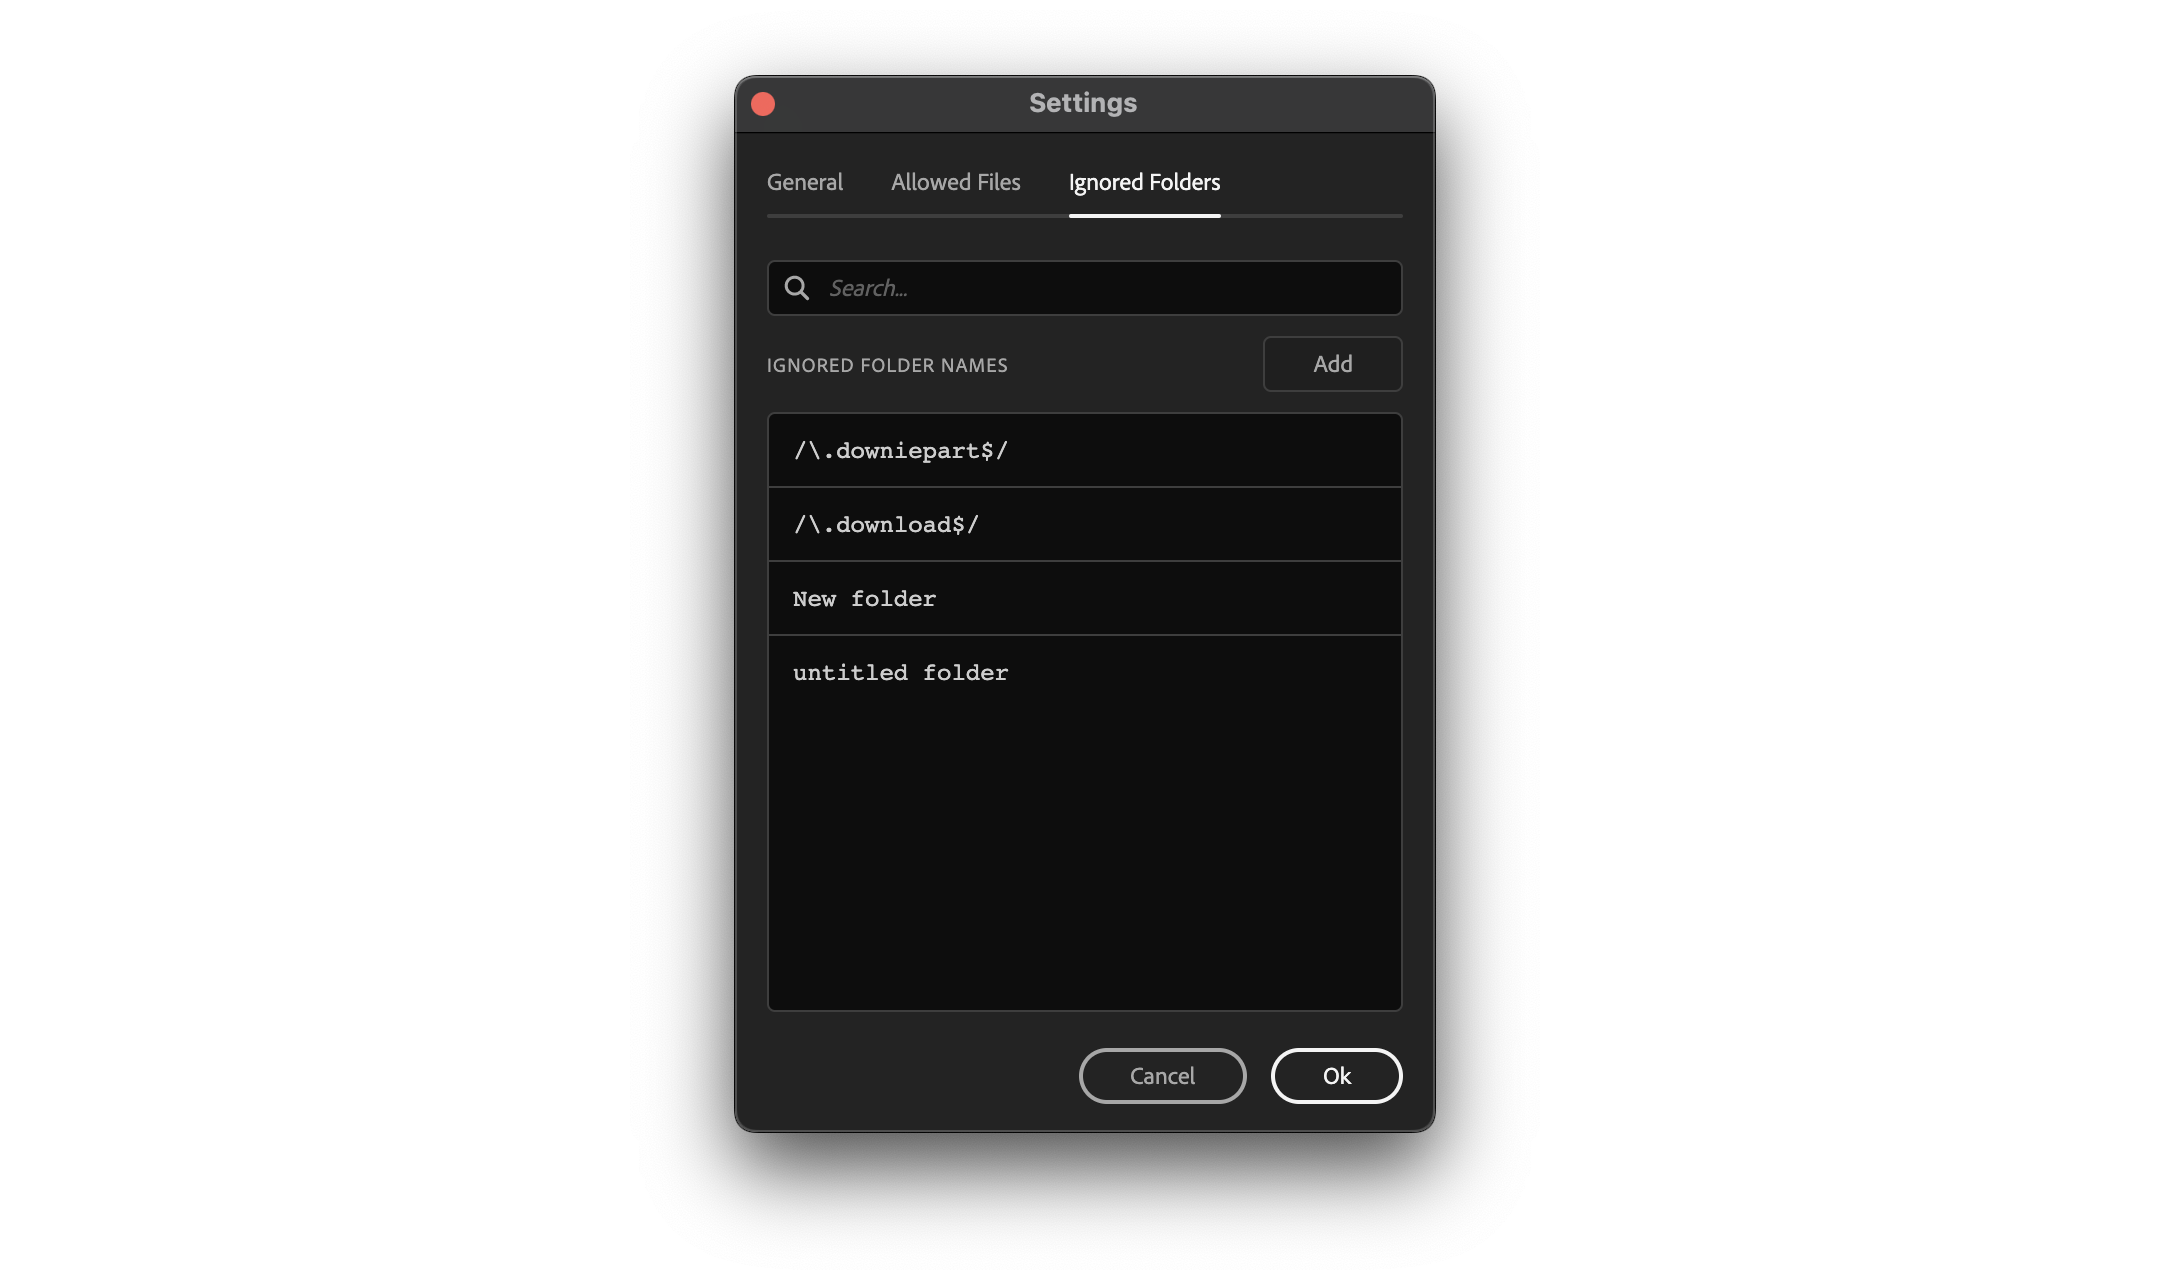 Settings
General Allowed Files Ignored Folders
Search...
IGNORED FOLDER NAMES Add
/\.downiepart$/
/\.download$/
New folder
untitled folder
Cancel Ok